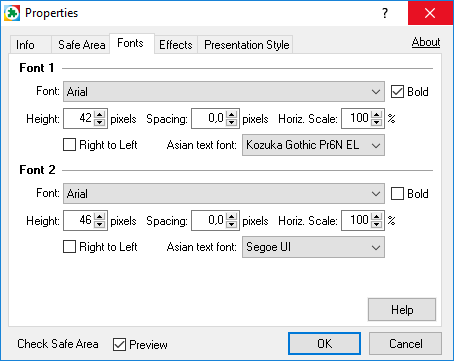 Properties ?
Info Safe Area Fonts Effects Presentation Style About
Font 1
Font: Arial Bold
Height: 42 pixels Spacing: 0,0 pixels Horiz. Scale: 100 %
Right to Left Asian text font: Kozuka Gothic Pr6N EL
Font 2
Font: Arial Bold
Height: 46 pixels Spacing: 0,0 pixels Horiz. Scale: 100 %
Right to Left Asian text font: Segoe UI
Help
Check Safe Area Preview OK Cancel